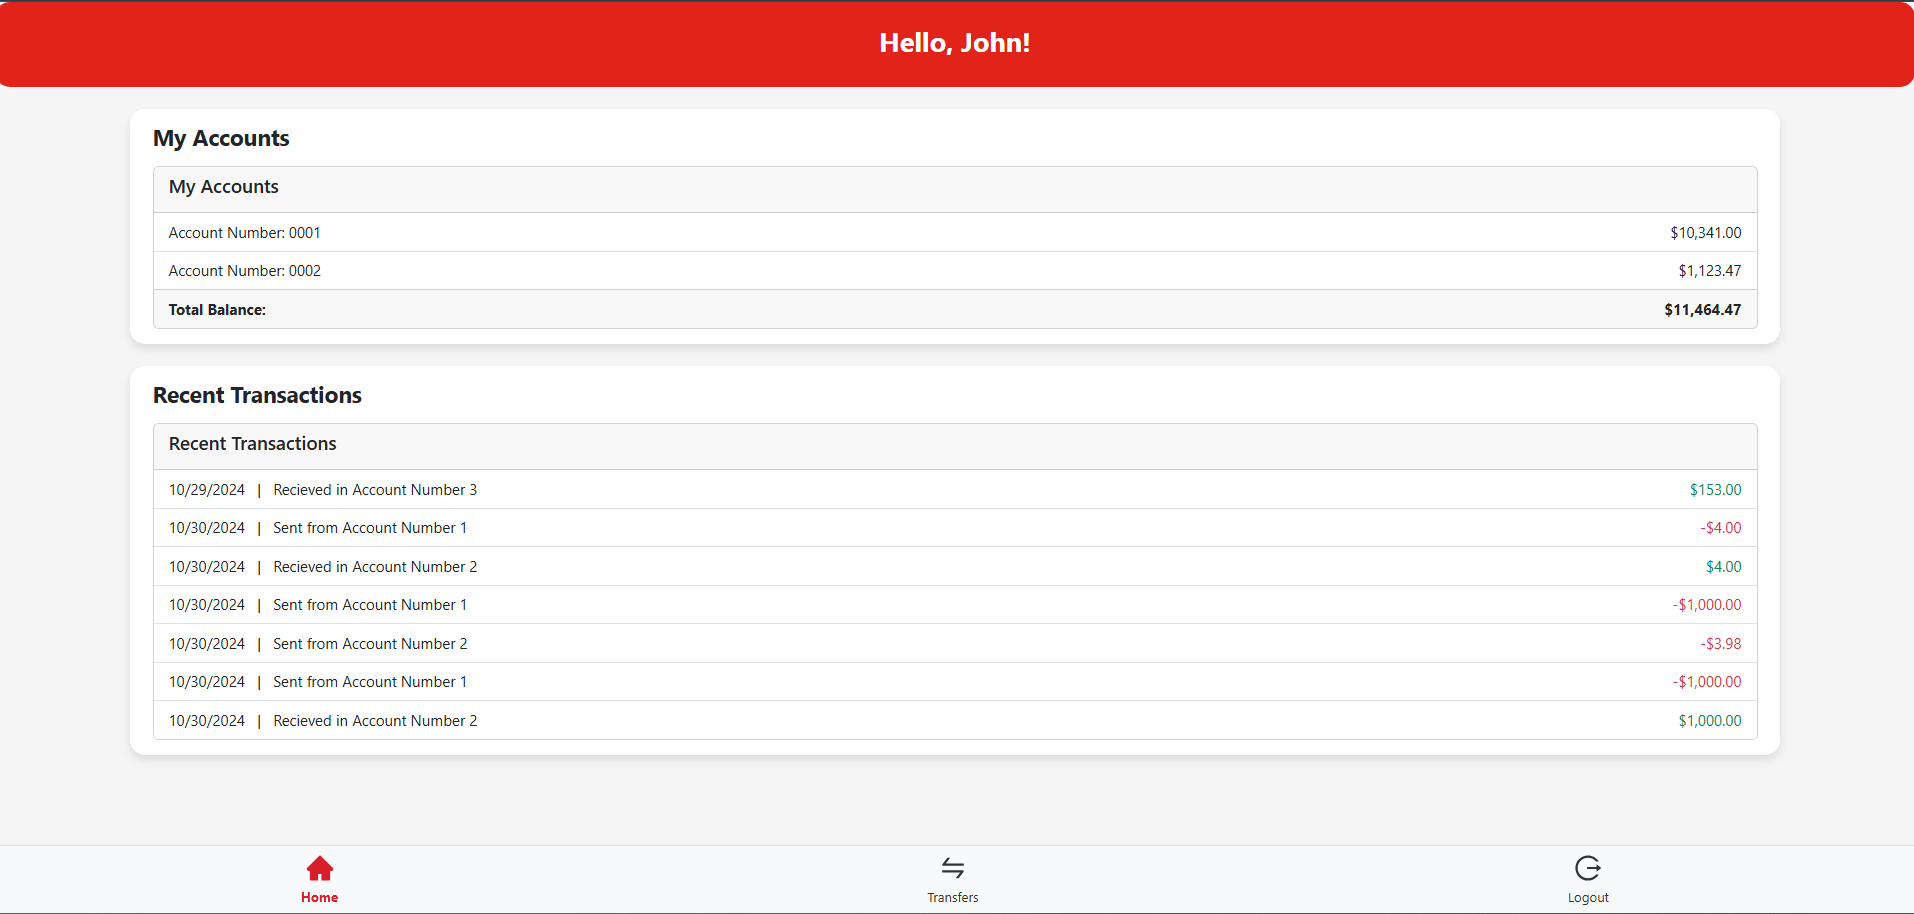 Hello, John!
My Accounts
My Accounts
Account Number: 0001 $10,341.00
Account Number: 0002 $1,123.47
Total Balance: $11,464.47
Recent Transactions
Recent Transactions
10/29/2024 | Recieved in Account Number 3 $153.00
10/30/2024 | Sent from Account Number 1 -$4.00
10/30/2024 | Recieved in Account Number 2 $4.00
10/30/2024 | Sent from Account Number 1 -$1,000.00
10/30/2024 | Sent from Account Number 2 -$3.98
10/30/2024 | Sent from Account Number 1 -$1,000.00
10/30/2024 | Recieved in Account Number 2 $1,000.00
Home Transfers Logout